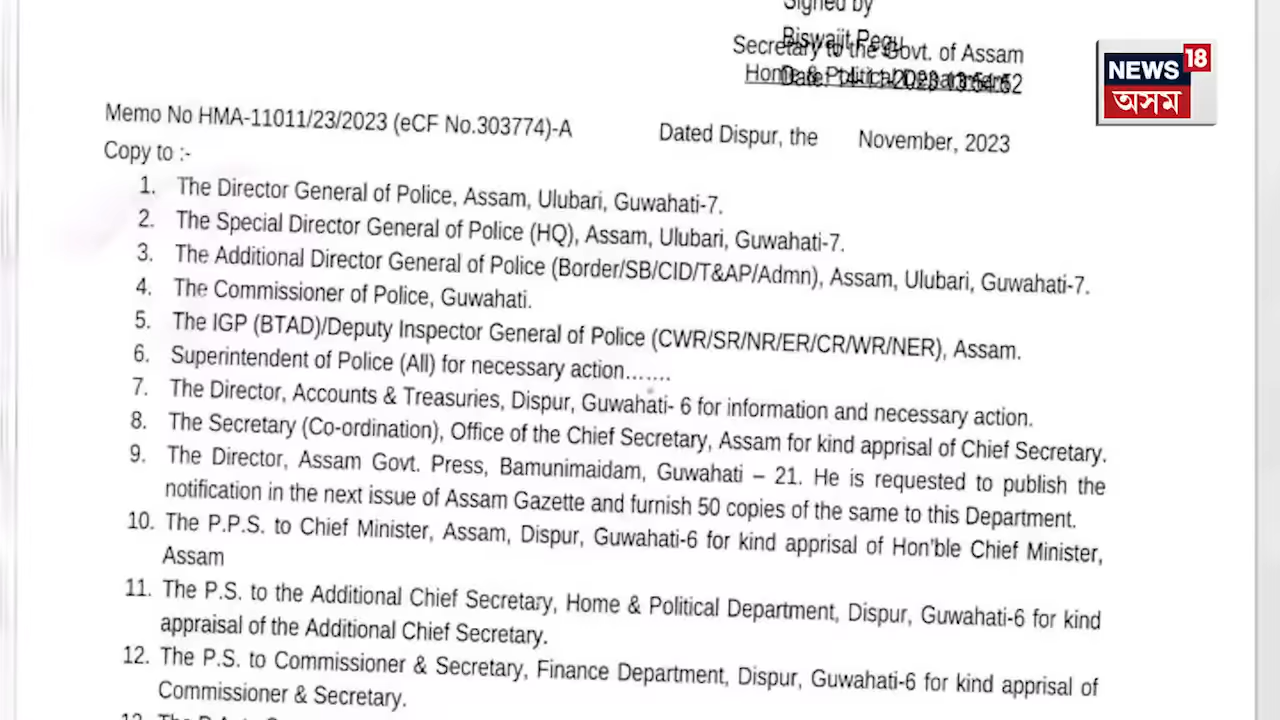 Signed by
Biswajit Pegu
Secretary to the Govt. of Assam
Home & Political Department
Date: 14-11-2023 13:54:52
NEWS 18
অসম
Memo No HMA-11011/23/2023 (eCF No.303774)-A Dated Dispur, the November, 2023
Copy to :-
1. The Director General of Police, Assam, Ulubari, Guwahati-7.
2. The Special Director General of Police (HQ), Assam, Ulubari, Guwahati-7.
3. The Additional Director General of Police (Border/SB/CID/T&AP/Admn), Assam, Ulubari, Guwahati-7.
4. The Commissioner of Police, Guwahati.
5. The IGP (BTAD)/Deputy Inspector General of Police (CWR/SR/NR/ER/CR/WR/NER), Assam.
6. Superintendent of Police (All) for necessary action…….
7. The Director, Accounts & Treasuries, Dispur, Guwahati- 6 for information and necessary action.
8. The Secretary (Co-ordination), Office of the Chief Secretary, Assam for kind apprisal of Chief Secretary.
9. The Director, Assam Govt. Press, Bamunimaidam, Guwahati – 21. He is requested to publish the
notification in the next issue of Assam Gazette and furnish 50 copies of the same to this Department.
10. The P.P.S. to Chief Minister, Assam, Dispur, Guwahati-6 for kind apprisal of Hon'ble Chief Minister,
Assam
11. The P.S. to the Additional Chief Secretary, Home & Political Department, Dispur, Guwahati-6 for kind
appraisal of the Additional Chief Secretary.
12. The P.S. to Commissioner & Secretary, Finance Department, Dispur, Guwahati-6 for kind apprisal of
Commissioner & Secretary.